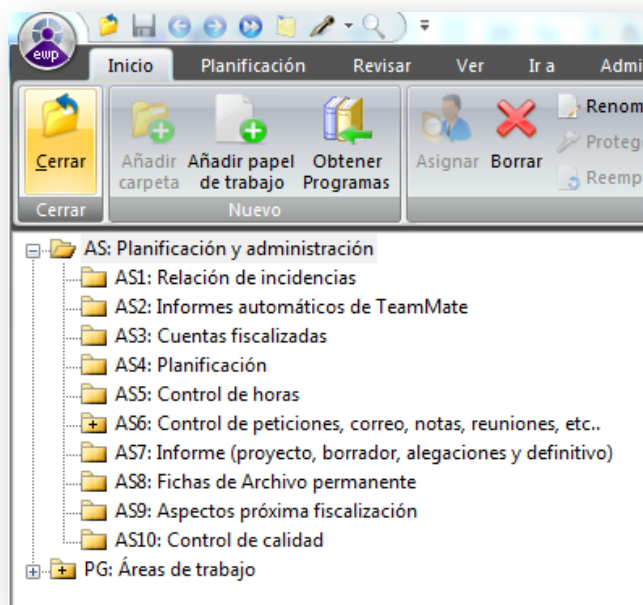 ewp
Inicio Planificación Revisar Ver Ir a Admi
Cerrar
Añadir carpeta
Añadir papel de trabajo
Obtener Programas
Asignar
Borrar
Renom
Protege
Reemp
Cerrar Nuevo
AS: Planificación y administración
AS1: Relación de incidencias
AS2: Informes automáticos de TeamMate
AS3: Cuentas fiscalizadas
AS4: Planificación
AS5: Control de horas
AS6: Control de peticiones, correo, notas, reuniones, etc..
AS7: Informe (proyecto, borrador, alegaciones y definitivo)
AS8: Fichas de Archivo permanente
AS9: Aspectos próxima fiscalización
AS10: Control de calidad
PG: Áreas de trabajo